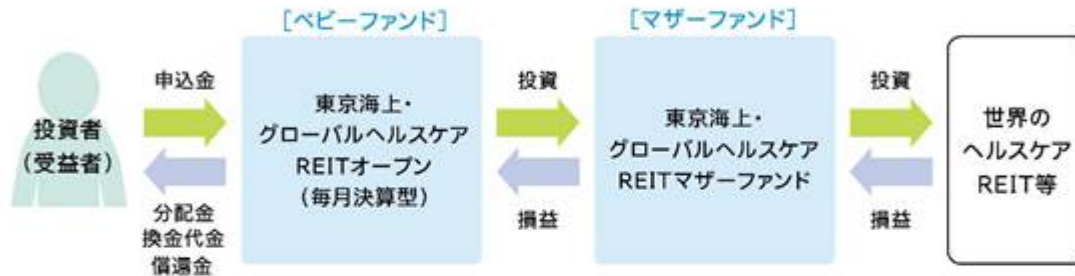 [ベビーファンド]
[マザーファンド]
申込金
投資
投資
投資者
(受益者)
東京海上・
グローバルヘルスケア
REITオープン
(毎月決算型)
東京海上・
グローバルヘルスケア
REITマザーファンド
世界の
ヘルスケア
REIT等
分配金
換金代金
償還金
損益
損益